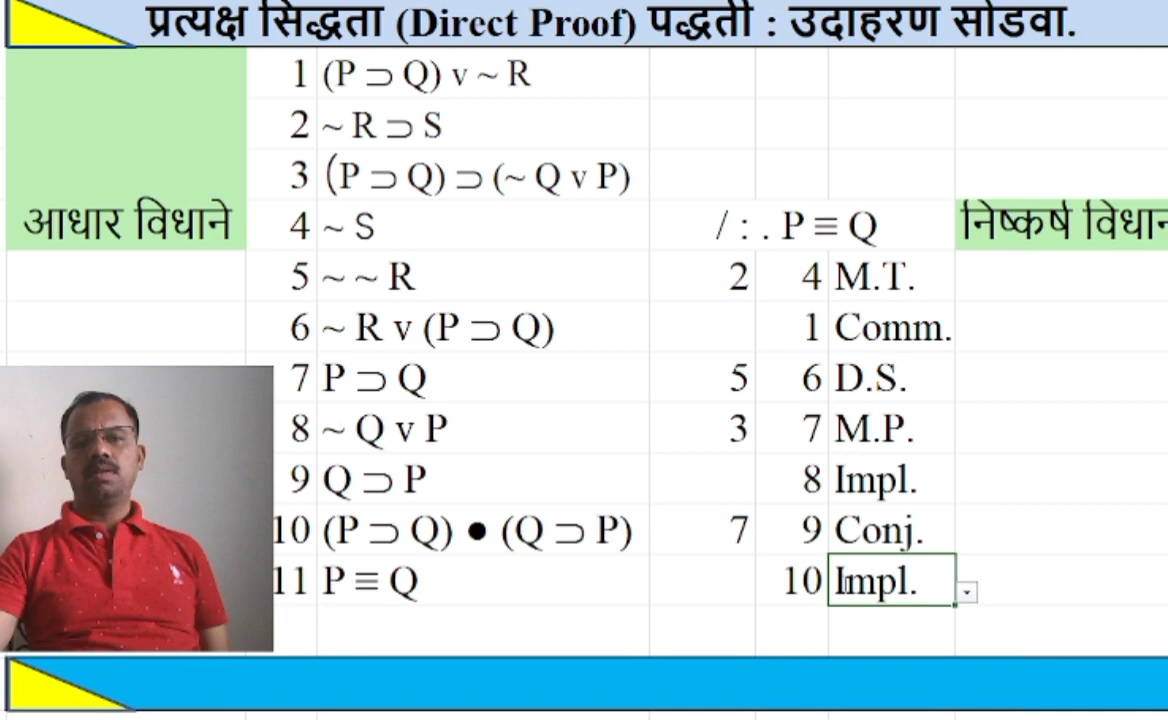 प्रत्यक्ष सिद्धता (Direct Proof) पद्धती : उदाहरण सोडवा.
1 (P ⊃ Q) v ~ R
2 ~ R ⊃ S
3 (P ⊃ Q) ⊃ (~ Q v P)
आधार विधाने 4 ~ S / : . P ≡ Q निष्कर्ष विधान
5 ~ ~ R 2 4 M.T.
6 ~ R v (P ⊃ Q) 1 Comm.
7 P ⊃ Q 5 6 D.S.
8 ~ Q v P 3 7 M.P.
9 Q ⊃ P 8 Impl.
10 (P ⊃ Q) ● (Q ⊃ P) 7 9 Conj.
11 P ≡ Q 10 Impl.